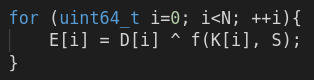 for (uint64_t i=0; i<N; ++i){
    E[i] = D[i] ^ f(K[i], S);
}